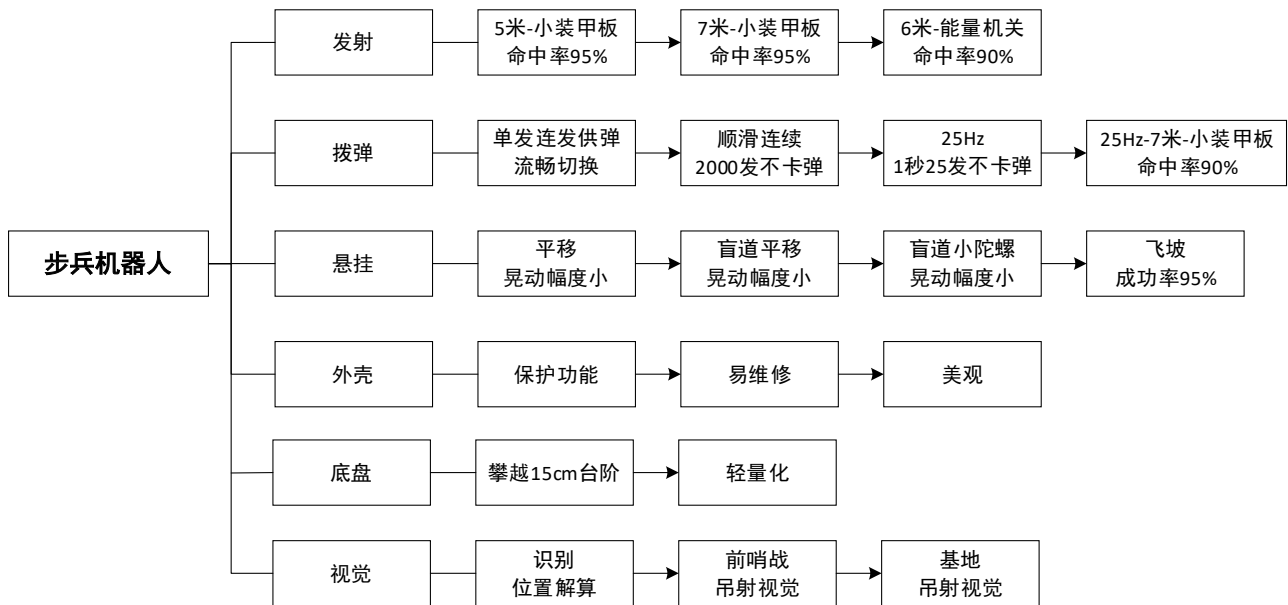 发射
5米-小装甲板
命中率95%
7米-小装甲板
命中率95%
6米-能量机关
命中率90%
拨弹
单发连发供弹
流畅切换
顺滑连续
2000发不卡弹
25Hz
1秒25发不卡弹
25Hz-7米-小装甲板
命中率90%
步兵机器人
悬挂
平移
晃动幅度小
盲道平移
晃动幅度小
盲道小陀螺
晃动幅度小
飞坡
成功率95%
外壳
保护功能
易维修
美观
底盘
攀越15cm台阶
轻量化
视觉
识别
位置解算
前哨战
吊射视觉
基地
吊射视觉